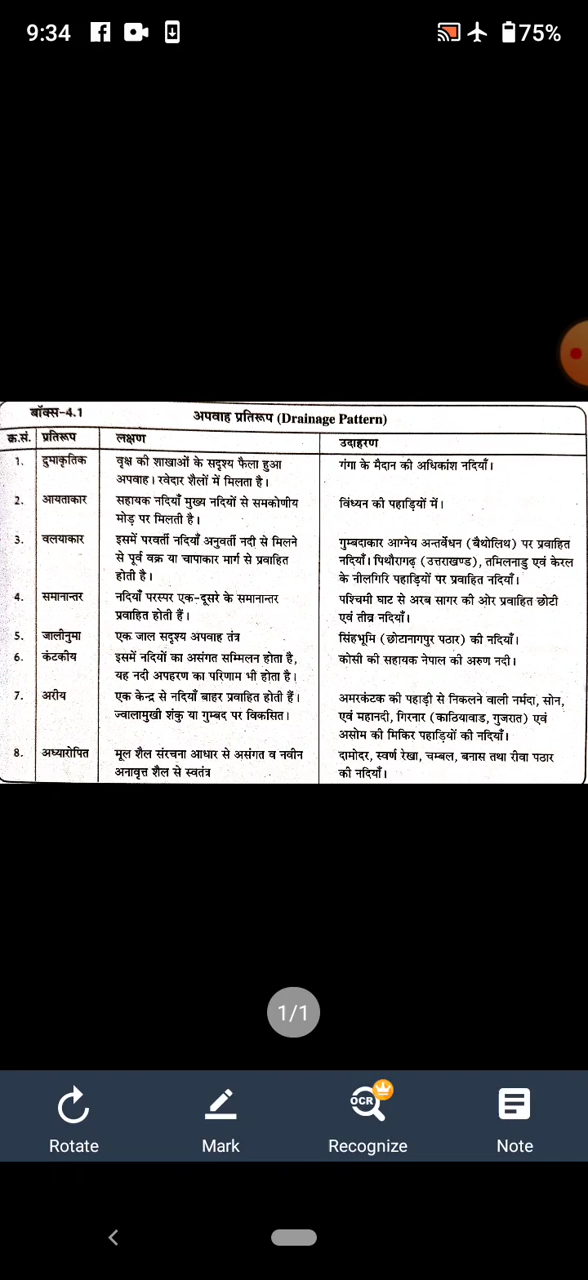 9:34
75%
बॉक्स-4.1
अपवाह प्रतिरूप (Drainage Pattern)
क्र.सं. प्रतिरूप लक्षण उदाहरण
1. दुमाकृतिक वृक्ष की शाखाओं के सदृश्य फैला हुआ गंगा के मैदान की अधिकांश नदियाँ।
अपवाह। रवेदार शैलों में मिलता है।
2. आयताकार सहायक नदियाँ मुख्य नदियों से समकोणीय विंध्यन की पहाड़ियों में।
मोड़ पर मिलती है।
3. वलयाकार इसमें परवर्ती नदियाँ अनुवर्ती नदी से मिलने गुम्बदाकार आग्नेय अन्तर्वेधन (बैथोलिथ) पर प्रवाहित
से पूर्व वक्र या चापाकार मार्ग से प्रवाहित नदियाँ। पिथौरागढ़ (उत्तराखण्ड), तमिलनाडु एवं केरल
होती है। के नीलगिरि पहाड़ियों पर प्रवाहित नदियाँ।
4. समानान्तर नदियाँ परस्पर एक-दूसरे के समानान्तर पश्चिमी घाट से अरब सागर की ओर प्रवाहित छोटी
प्रवाहित होती हैं। एवं तीव्र नदियाँ।
5. जालीनुमा एक जाल सदृश्य अपवाह तंत्र सिंहभूमि (छोटानागपुर पठार) की नदियाँ।
6. कंटकीय इसमें नदियों का असंगत सम्मिलन होता है, कोसी की सहायक नेपाल की अरुण नदी।
यह नदी अपहरण का परिणाम भी होता है।
7. अरीय एक केन्द्र से नदियाँ बाहर प्रवाहित होती हैं। अमरकंटक की पहाड़ी से निकलने वाली नर्मदा, सोन,
ज्वालामुखी शंकु या गुम्बद पर विकसित। एवं महानदी, गिरनार (काठियावाड, गुजरात) एवं
असोम की मिकिर पहाड़ियों की नदियाँ।
8. अध्यारोपित मूल शैल संरचना आधार से असंगत व नवीन दामोदर, स्वर्ण रेखा, चम्बल, बनास तथा रीवा पठार
अनावृत्त शैल से स्वतंत्र की नदियाँ।
1/1
OCR
Rotate Mark Recognize Note